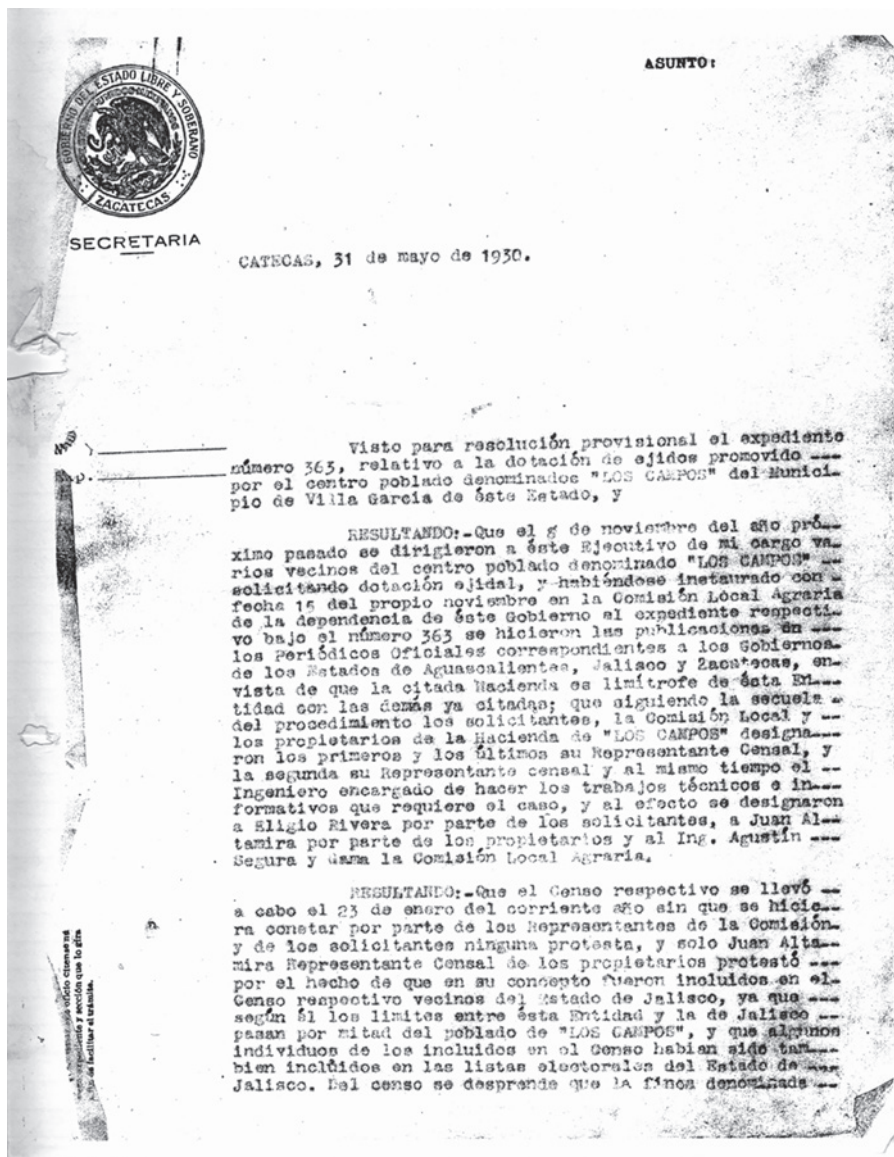 ASUNTO:
GOBIERNO DEL ESTADO LIBRE Y SOBERANO
ZACATECAS
SECRETARIA
CATECAS, 31 de mayo de 1930.
Visto para resolución provisional el expediente
número 363, relativo a la dotación de ejidos promovido ---
por el centro poblado denominados "LOS CAMPOS" del Munici-
pio de Villa García de éste Estado, y
RESULTANDO:-Que el 8 de noviembre del año pró--
ximo pasado se dirigieron a éste Ejecutivo de mi cargo va--
rios vecinos del centro poblado denominado "LOS CAMPOS" --
solicitando dotación ejidal, y habiéndose instaurado con -
fecha 15 del propio noviembre en la Comisión Local Agraria
de la dependencia de éste Gobierno el expediente respecti-
vo bajo el número 363 se hicieron las publicaciones en ---
los Periódicos Oficiales correspondientes a los Gobiernos-
de los Estados de Aguascalientes, Jalisco y Zacatecas, en-
vista de que la citada Hacienda es limítrofe de ésta En---
tidad con las demás ya citadas; que siguiendo la secuela -
del procedimiento los solicitantes, la Comisión Local y --
los propietarios de la Hacienda de "LOS CAMPOS" designa---
ron los primeros y los últimos su Representante Censal, y
la segunda su Representante censal y al mismo tiempo el --
Ingeniero encargado de hacer los trabajos técnicos e in---
formativos que requiere el caso, y al efecto se designaron
a Eligio Rivera por parte de los solicitantes, a Juan Al--
tamira por parte de los propietarios y al Ing. Agustín ---
Segura y dama la Comisión Local Agraria.
RESULTANDO:-Que el Censo respectivo se llevó --
a cabo el 23 de enero del corriente año sin que se hicie--
ra constar por parte de los Representantes de la Comisión-
y de los solicitantes ninguna protesta, y solo Juan Alta--
mira Representante Censal de los propietarios protestó ---
por el hecho de que en su concepto fueron incluidos en el-
Censo respectivo vecinos del Estado de Jalisco, ya que ---
según él los límites entre ésta Entidad y la de Jalisco --
pasan por mitad del poblado de "LOS CAMPOS", y que algunos
individuos de los incluidos en el Censo habian sido tam---
bien incluídos en las listas electorales del Estado de ---
Jalisco. Del censo se desprende que la finca denominada --
oficio citense
expediente y sección que lo gira
de facilitar el trámite.